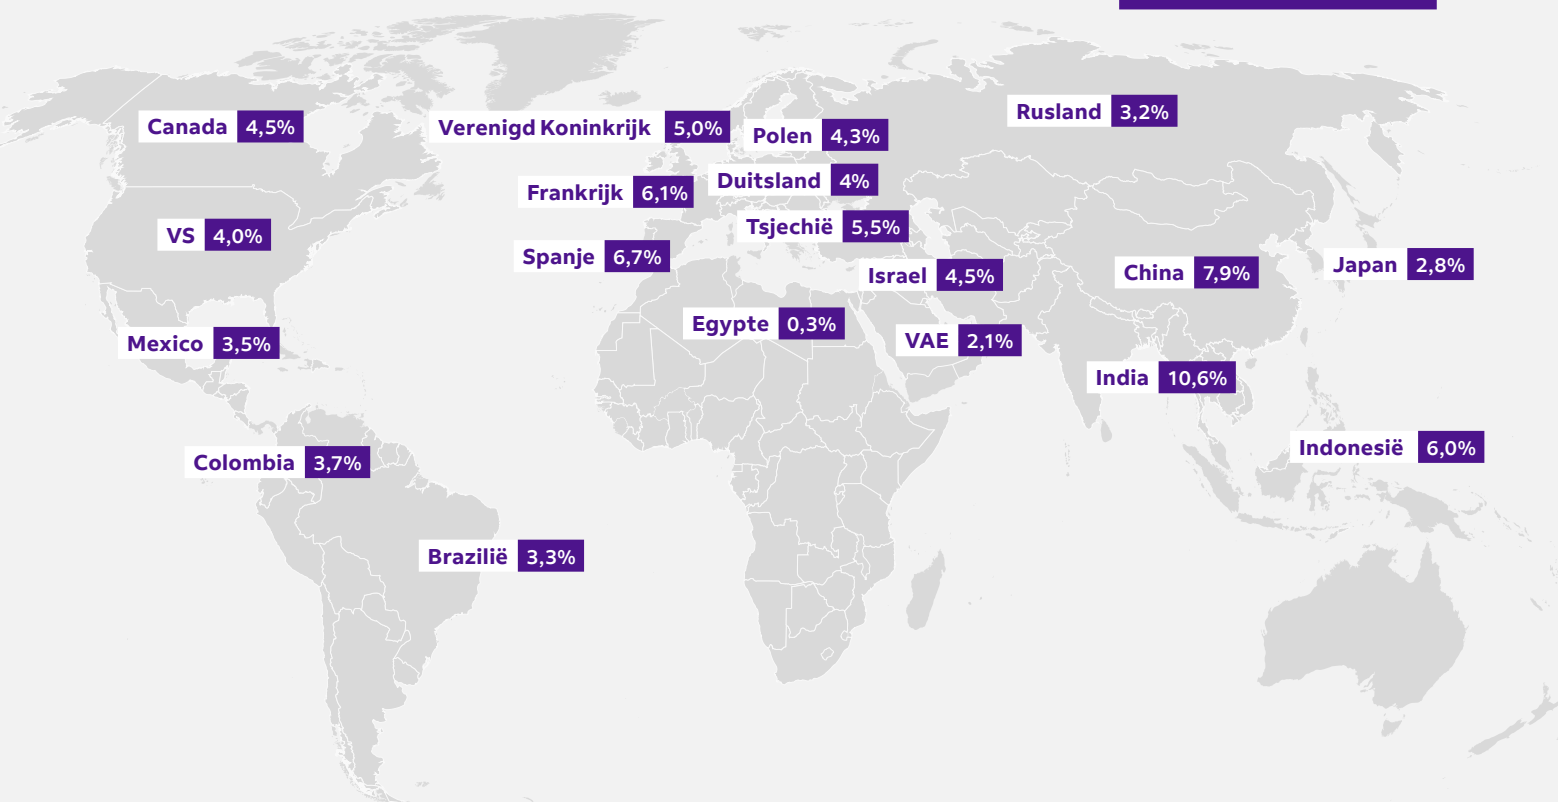 Canada 4,5%
Verenigd Koninkrijk 5,0%
Polen 4,3%
Rusland 3,2%
Frankrijk 6,1%
Duitsland 4%
VS 4,0%
Tsjechië 5,5%
Spanje 6,7%
Israel 4,5%
China 7,9%
Japan 2,8%
Mexico 3,5%
Egypte 0,3%
VAE 2,1%
India 10,6%
Colombia 3,7%
Indonesië 6,0%
Brazilië 3,3%